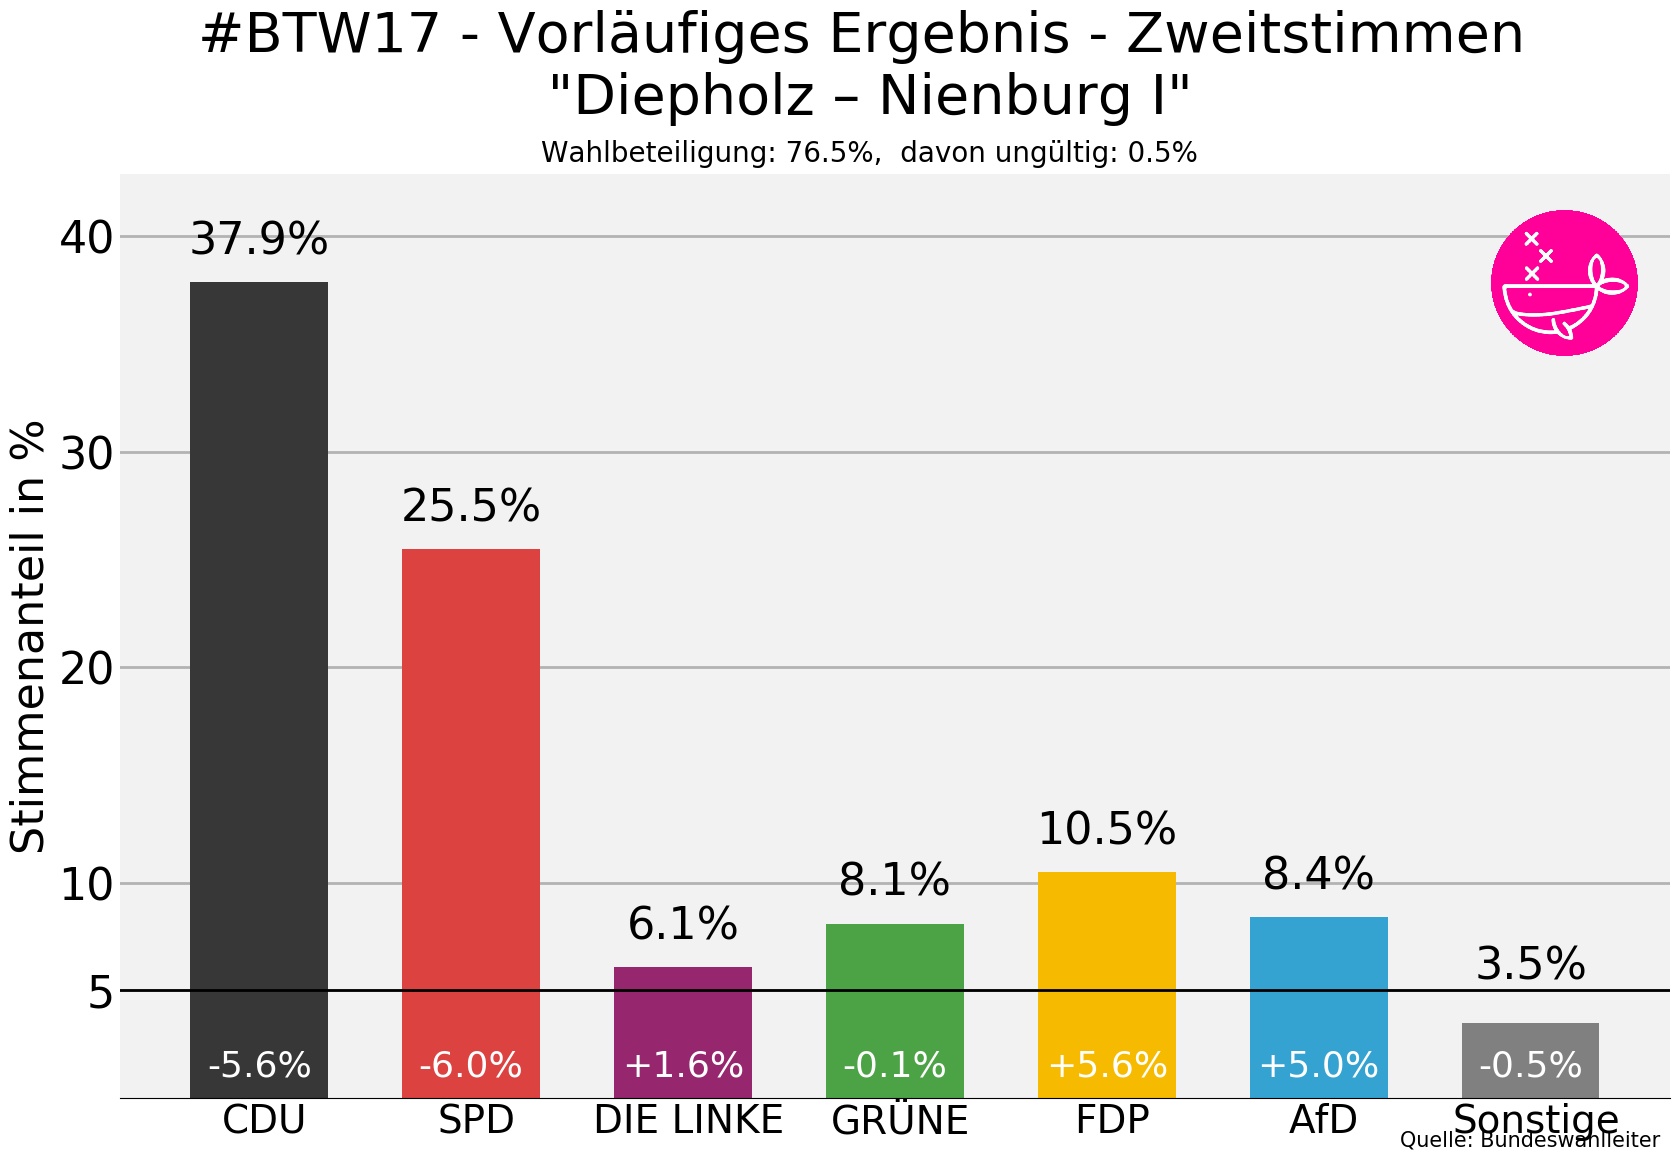 #BTW17 - Vorläufiges Ergebnis - Zweitstimmen
"Diepholz – Nienburg I"
Wahlbeteiligung: 76.5%,  davon ungültig: 0.5%
Stimmenanteil in %
40
30
20
10
5
37.9%
25.5%
6.1%
8.1%
10.5%
8.4%
3.5%
-5.6%
-6.0%
+1.6%
-0.1%
+5.6%
+5.0%
-0.5%
CDU
SPD
DIE LINKE
GRÜNE
FDP
AfD
Sonstige
Quelle: Bundeswahlleiter